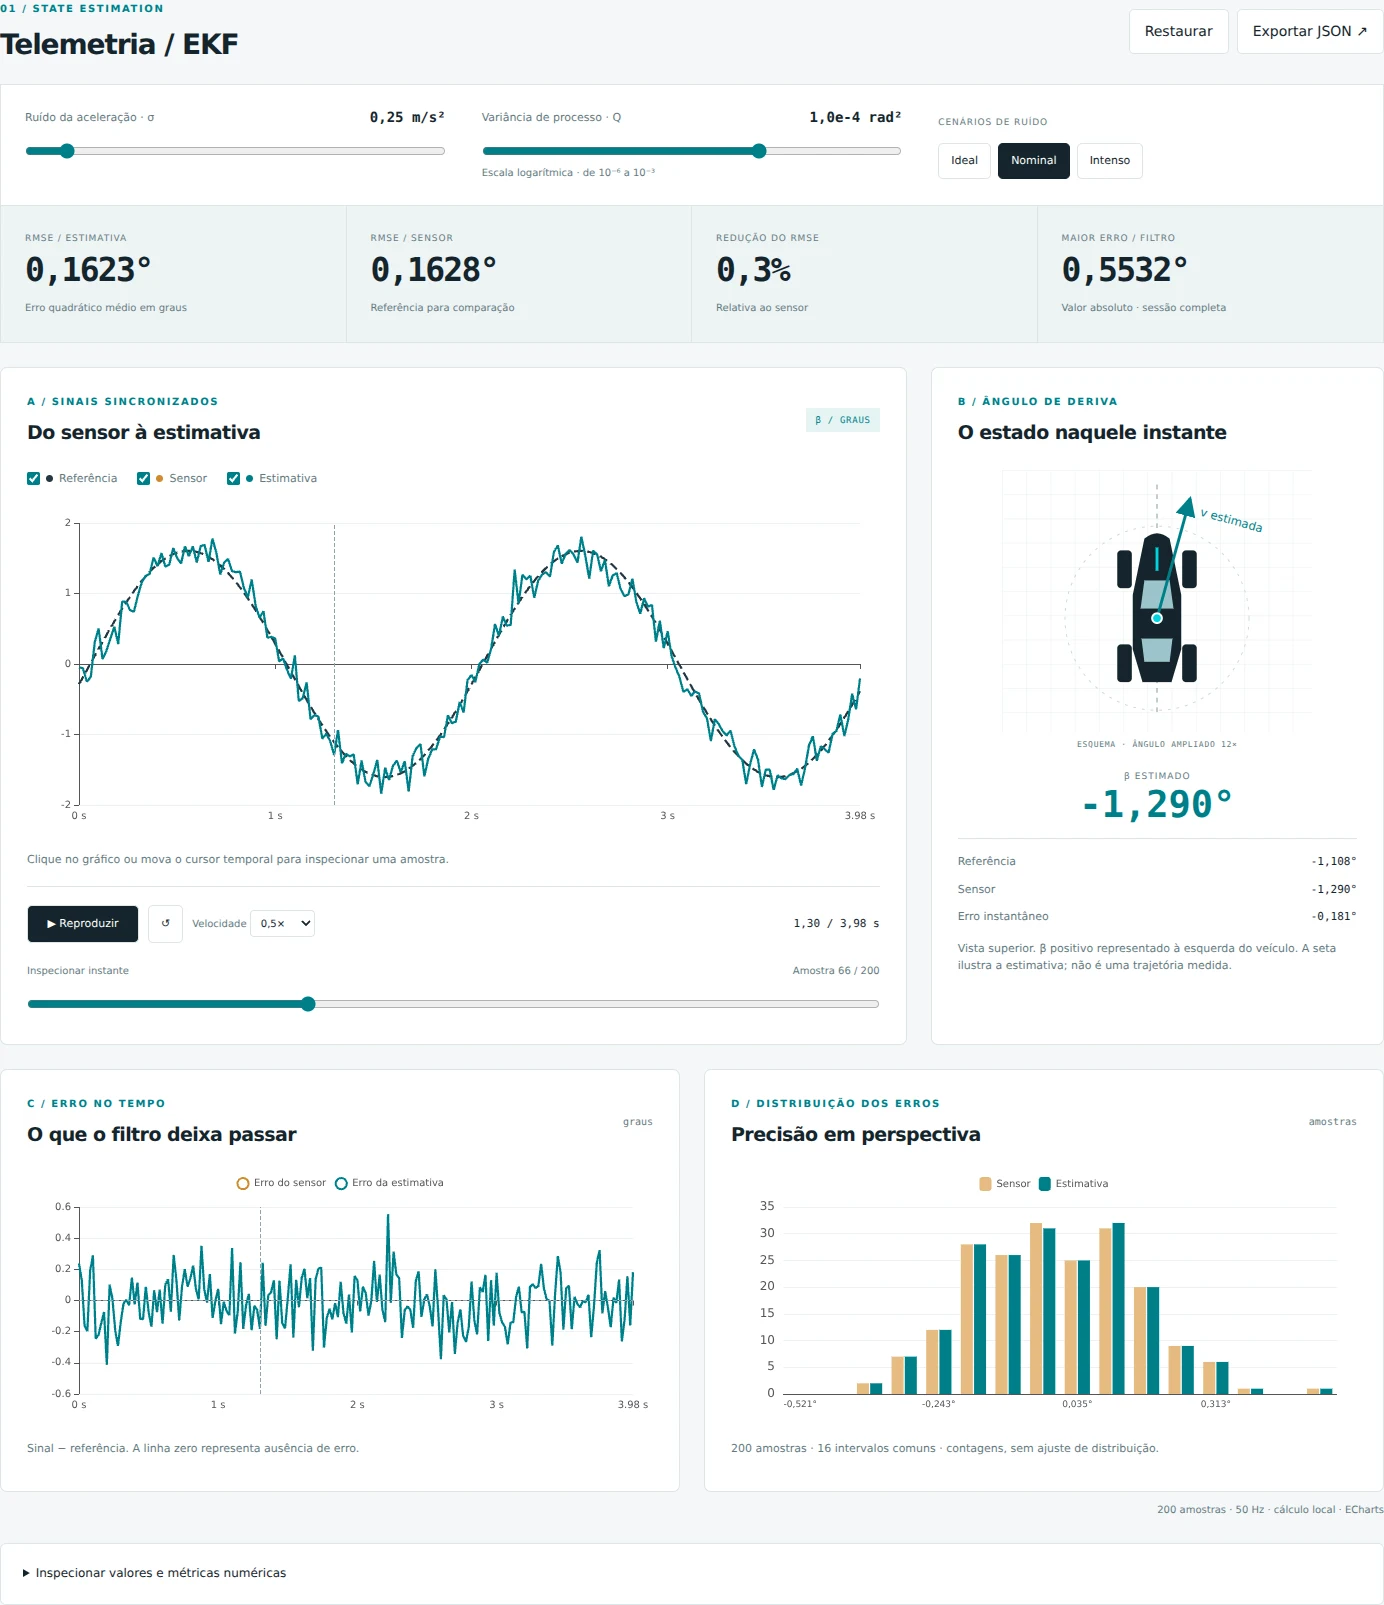 01 / STATE ESTIMATION
Telemetria / EKF
Restaurar
Exportar JSON ↗
Ruído da aceleração · σ
0,25 m/s²
Variância de processo · Q
1,0e-4 rad²
Escala logarítmica · de 10⁻⁶ a 10⁻³
CENÁRIOS DE RUÍDO
Ideal
Nominal
Intenso
RMSE / ESTIMATIVA
0,1623°
Erro quadrático médio em graus
RMSE / SENSOR
0,1628°
Referência para comparação
REDUÇÃO DO RMSE
0,3%
Relativa ao sensor
MAIOR ERRO / FILTRO
0,5532°
Valor absoluto · sessão completa
A / SINAIS SINCRONIZADOS
Do sensor à estimativa
β / GRAUS
Referência
Sensor
Estimativa
2
1
0
-1
-2
0 s
1 s
2 s
3 s
3.98 s
Clique no gráfico ou mova o cursor temporal para inspecionar uma amostra.
▶ Reproduzir
↺
Velocidade
0,5×
1,30 / 3,98 s
Inspecionar instante
Amostra 66 / 200
B / ÂNGULO DE DERIVA
O estado naquele instante
v estimada
ESQUEMA · ÂNGULO AMPLIADO 12×
β ESTIMADO
-1,290°
Referência
-1,108°
Sensor
-1,290°
Erro instantâneo
-0,181°
Vista superior. β positivo representado à esquerda do veículo. A seta
ilustra a estimativa; não é uma trajetória medida.
C / ERRO NO TEMPO
O que o filtro deixa passar
graus
Erro do sensor
Erro da estimativa
0.6
0.4
0.2
0
-0.2
-0.4
-0.6
0 s
1 s
2 s
3 s
3.98 s
Sinal − referência. A linha zero representa ausência de erro.
D / DISTRIBUIÇÃO DOS ERROS
Precisão em perspectiva
amostras
Sensor
Estimativa
35
30
25
20
15
10
5
0
-0,521°
-0,243°
0,035°
0,313°
200 amostras · 16 intervalos comuns · contagens, sem ajuste de distribuição.
200 amostras · 50 Hz · cálculo local · ECharts
▶ Inspecionar valores e métricas numéricas